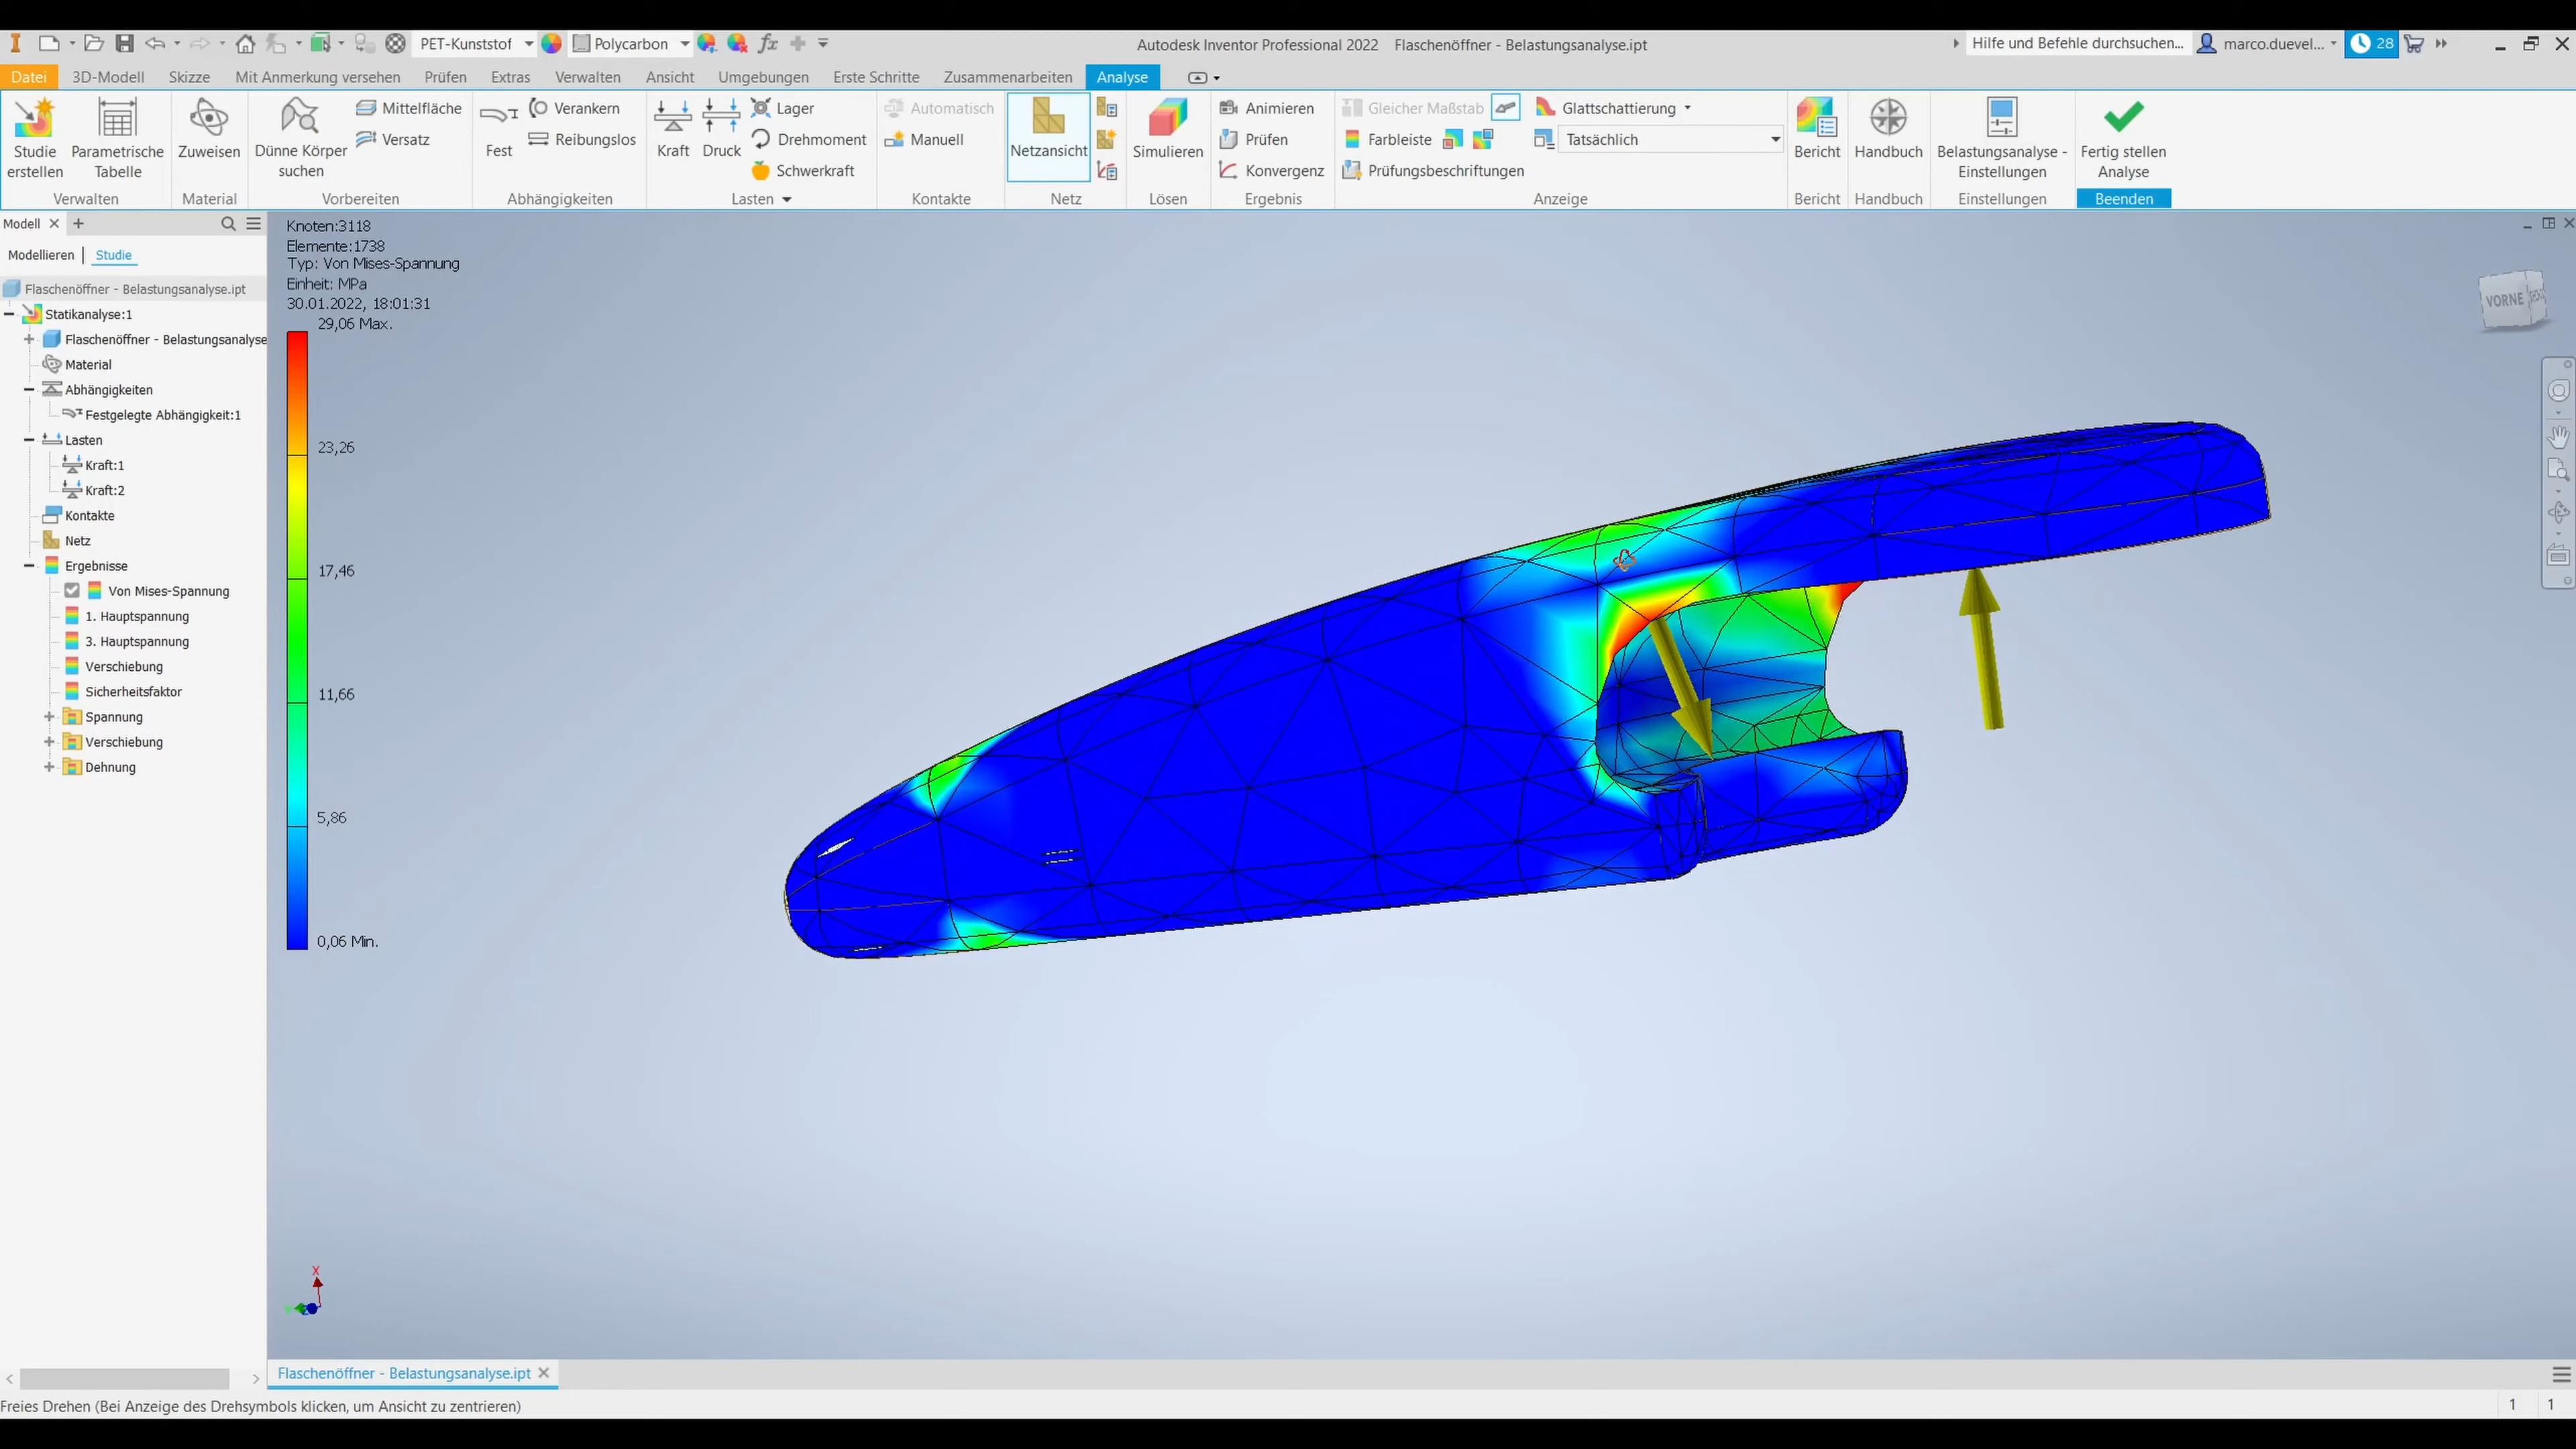 PET-Kunststof
Polycarbon
Autodesk Inventor Professional 2022 Flaschenöffner - Belastungsanalyse.ipt
Hilfe und Befehle durchsuchen...
marco.duevel...
28
Datei 3D-Modell Skizze Mit Anmerkung versehen Prüfen Extras Verwalten Ansicht Umgebungen Erste Schritte Zusammenarbeiten Analyse
Studie erstellen
Parametrische Tabelle
Verwalten
Zuweisen
Material
Dünne Körper suchen
Mittelfläche
Versatz
Vorbereiten
Fest
Verankern
Reibungslos
Abhängigkeiten
Kraft
Druck
Lager
Drehmoment
Schwerkraft
Lasten
Automatisch
Manuell
Kontakte
Netzansicht
Netz
Simulieren
Lösen
Animieren
Prüfen
Konvergenz
Ergebnis
Gleicher Maßstab
Farbleiste
Prüfungsbeschriftungen
Glattschattierung
Tatsächlich
Anzeige
Bericht
Bericht
Handbuch
Handbuch
Belastungsanalyse - Einstellungen
Einstellungen
Fertig stellen Analyse
Beenden
Modell
Modellieren Studie
Flaschenöffner - Belastungsanalyse.ipt
Statikanalyse:1
Flaschenöffner - Belastungsanalyse
Material
Abhängigkeiten
Festgelegte Abhängigkeit:1
Lasten
Kraft:1
Kraft:2
Kontakte
Netz
Ergebnisse
Von Mises-Spannung
1. Hauptspannung
3. Hauptspannung
Verschiebung
Sicherheitsfaktor
Spannung
Verschiebung
Dehnung
Knoten:3118
Elemente:1738
Typ: Von Mises-Spannung
Einheit: MPa
30.01.2022, 18:01:31
29,06 Max.
23,26
17,46
11,66
5,86
0,06 Min.
VORNE
X
Flaschenöffner - Belastungsanalyse.ipt
Freies Drehen (Bei Anzeige des Drehsymbols klicken, um Ansicht zu zentrieren)
1 1